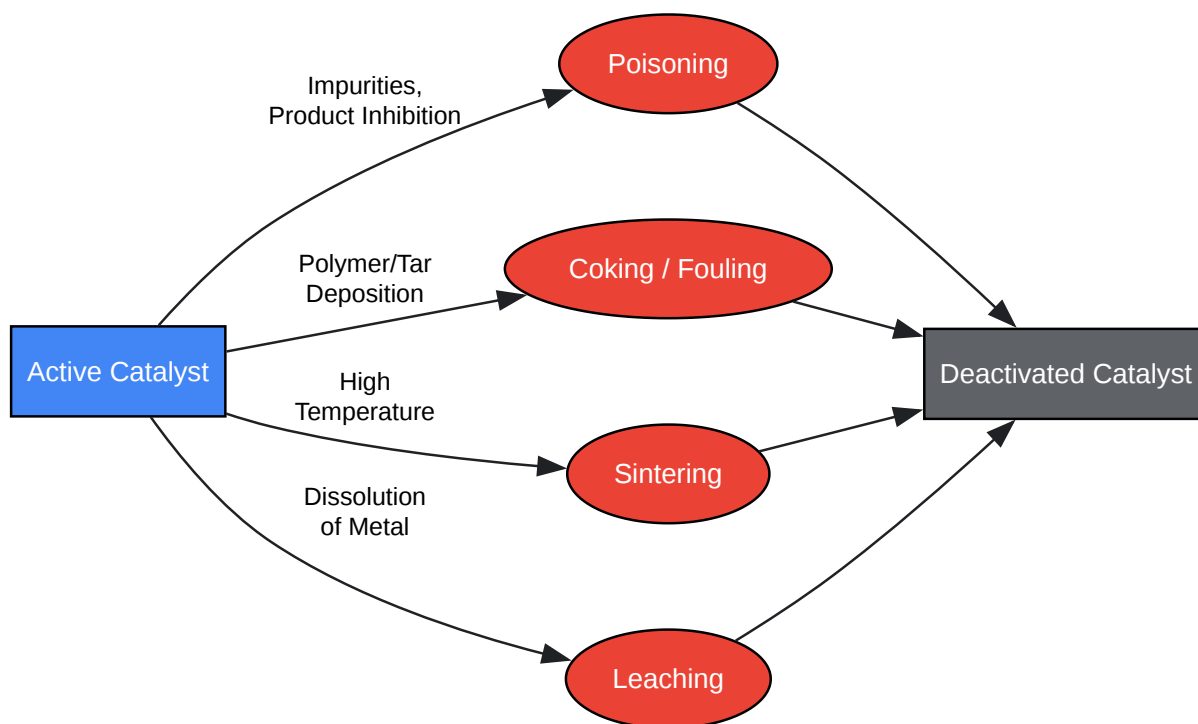 Poisoning
Impurities,
Product Inhibition
Coking / Fouling
Polymer/Tar
Deposition
Active Catalyst
Deactivated Catalyst
High
Temperature
Sintering
Dissolution
of Metal
Leaching